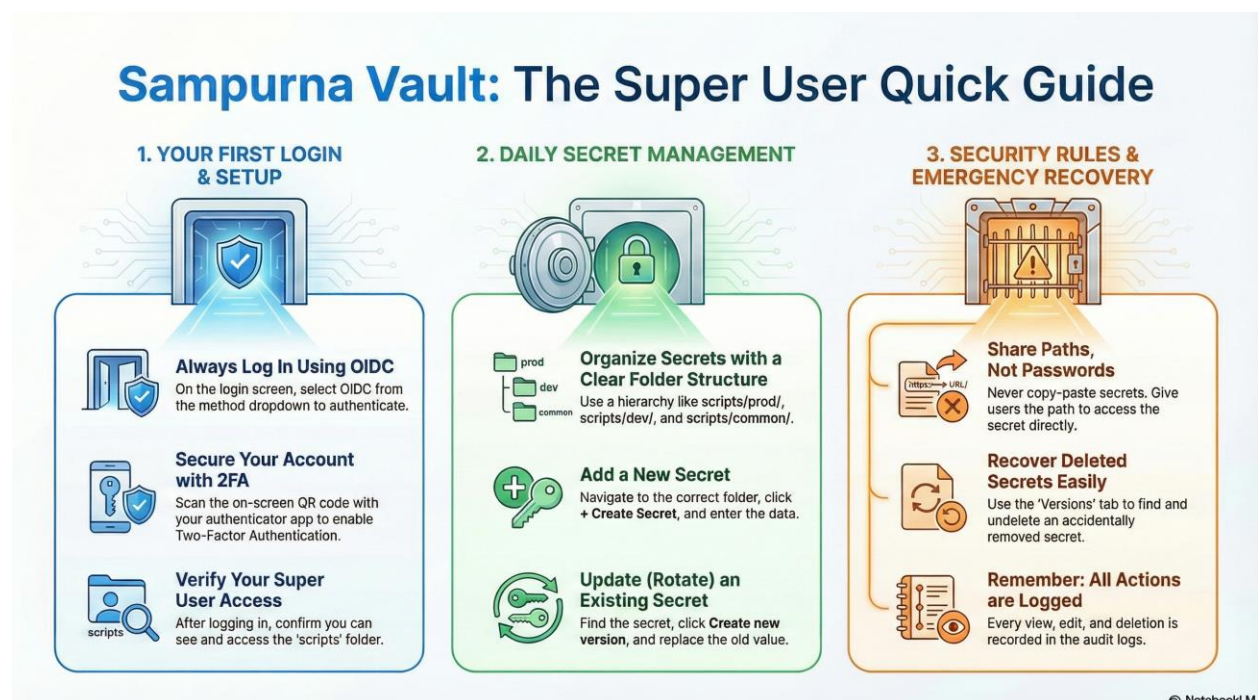 Sampurna Vault: The Super User Quick Guide
1. YOUR FIRST LOGIN
& SETUP
Always Log In Using OIDC
On the login screen, select OIDC from
the method dropdown to authenticate.
Secure Your Account
with 2FA
Scan the on-screen QR code with
your authenticator app to enable
Two-Factor Authentication.
scripts
Verify Your Super
User Access
After logging in, confirm you can
see and access the 'scripts' folder.
2. DAILY SECRET MANAGEMENT
prod
dev
common
Organize Secrets with a
Clear Folder Structure
Use a hierarchy like scripts/prod/,
scripts/dev/, and scripts/common/.
Add a New Secret
Navigate to the correct folder, click
+ Create Secret, and enter the data.
Update (Rotate) an
Existing Secret
Find the secret, click Create new
version, and replace the old value.
3. SECURITY RULES &
EMERGENCY RECOVERY
https: → URL/
Share Paths,
Not Passwords
Never copy-paste secrets. Give
users the path to access the
secret directly.
Recover Deleted
Secrets Easily
Use the 'Versions' tab to find and
undelete an accidentally
removed secret.
Remember: All Actions
are Logged
Every view, edit, and deletion is
recorded in the audit logs.